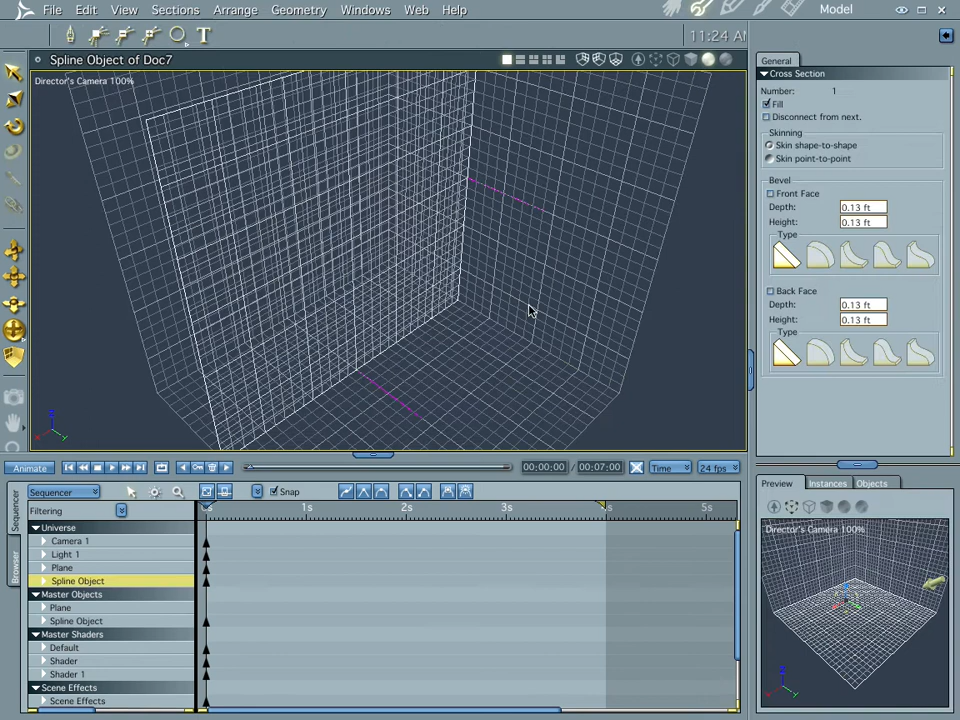 File Edit View Sections Arrange Geometry Windows Web Help Model
T 11:24 AM
Spline Object of Doc7
Director's Camera 100%
General
Cross Section
Number: 1
Fill
Disconnect from next.
Skinning
Skin shape-to-shape
Skin point-to-point
Bevel
Front Face
Depth: 0.13 ft
Height: 0.13 ft
Type
Back Face
Depth: 0.13 ft
Height: 0.13 ft
Type
Z
X
Y
Animate 00:00:00 / 00:07:00 Time 24 fps
Sequencer
Browser
Sequencer Snap
Filtering
1s 2s 3s 5s
Universe
Camera 1
Light 1
Plane
Spline Object
Master Objects
Plane
Spline Object
Master Shaders
Default
Shader
Shader 1
Scene Effects
Scene Effects
Preview Instances Objects
Director's Camera 100%
Z
X
Y